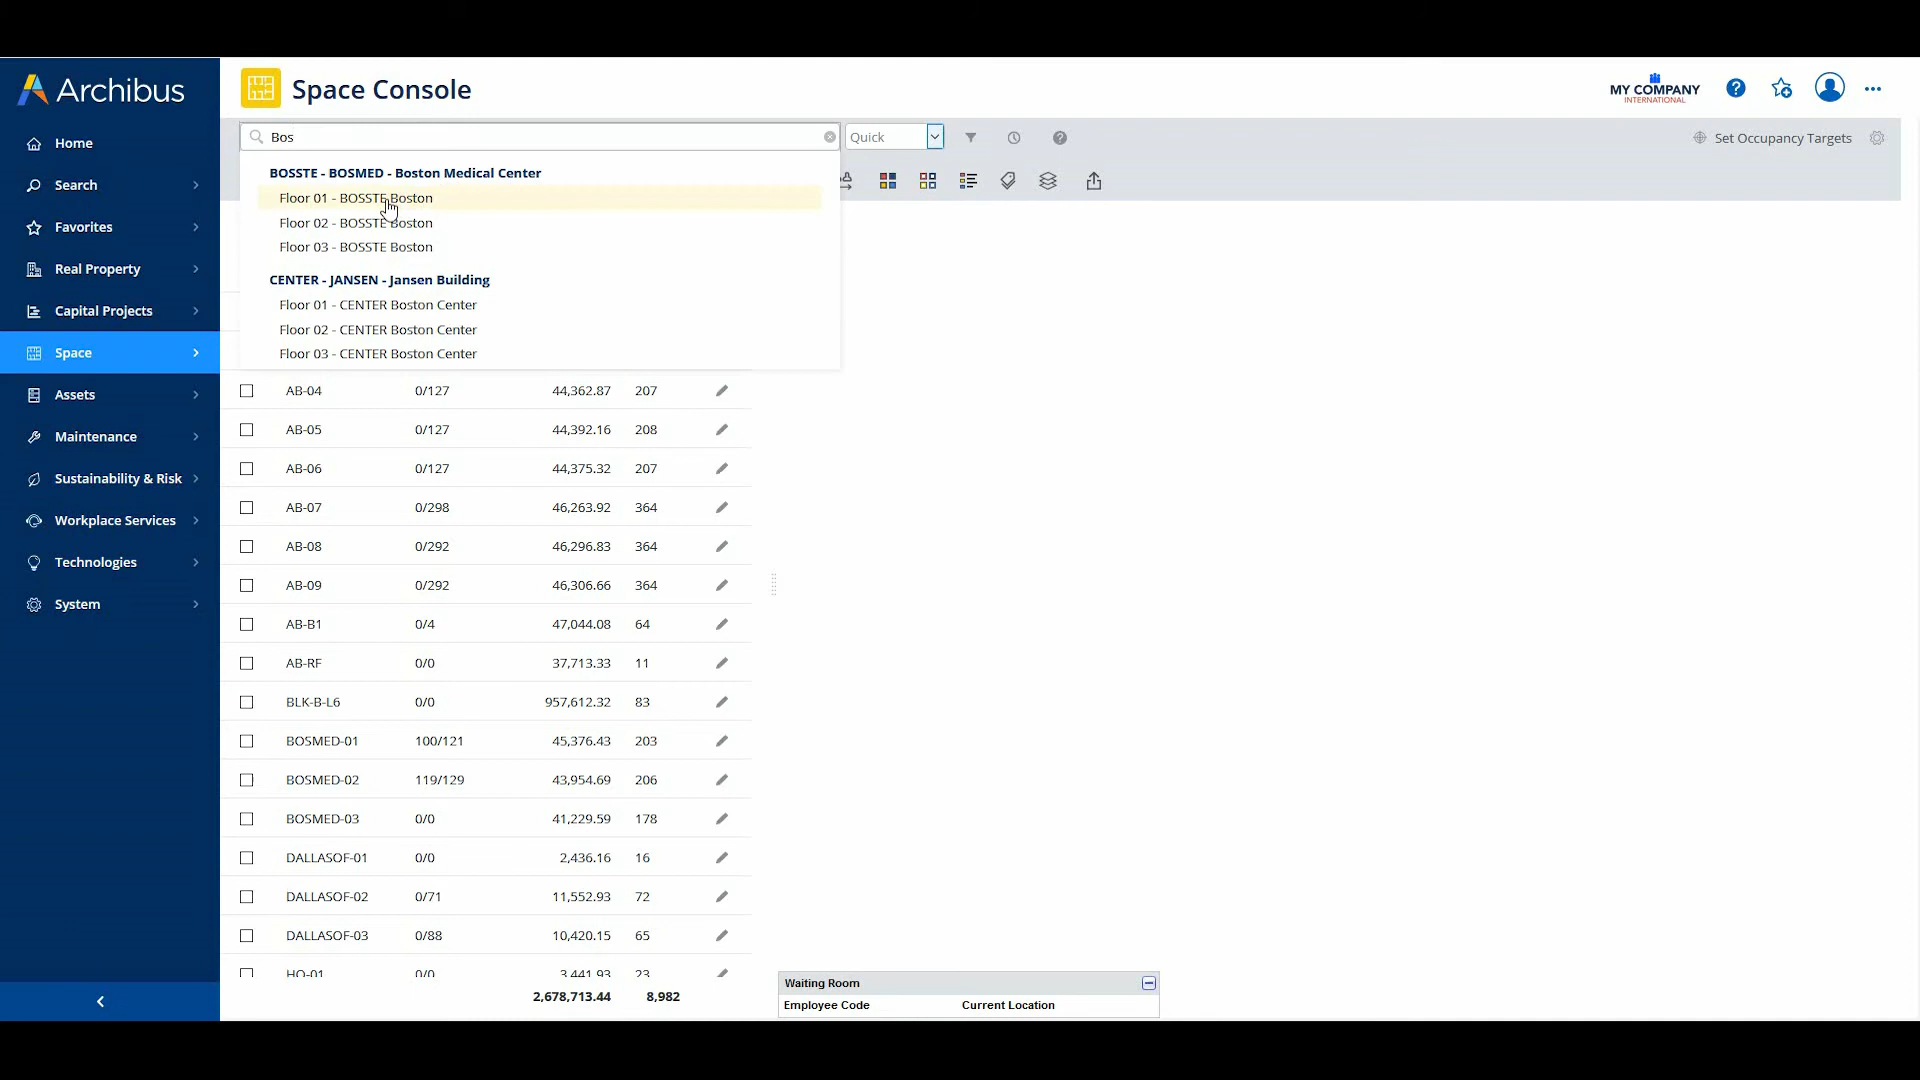 Archibus
Space Console
MY COMPANY
INTERNATIONAL
Home
Search
Favorites
Real Property
Capital Projects
Space
Assets
Maintenance
Sustainability & Risk
Workplace Services
Technologies
System
Bos
Quick
Set Occupancy Targets
BOSSTE - BOSMED - Boston Medical Center
Floor 01 - BOSSTE Boston
Floor 02 - BOSSTE Boston
Floor 03 - BOSSTE Boston
CENTER - JANSEN - Jansen Building
Floor 01 - CENTER Boston Center
Floor 02 - CENTER Boston Center
Floor 03 - CENTER Boston Center
AB-04 0/127 44,362.87 207
AB-05 0/127 44,392.16 208
AB-06 0/127 44,375.32 207
AB-07 0/298 46,263.92 364
AB-08 0/292 46,296.83 364
AB-09 0/292 46,306.66 364
AB-B1 0/4 47,044.08 64
AB-RF 0/0 37,713.33 11
BLK-B-L6 0/0 957,612.32 83
BOSMED-01 100/121 45,376.43 203
BOSMED-02 119/129 43,954.69 206
BOSMED-03 0/0 41,229.59 178
DALLASOF-01 0/0 2,436.16 16
DALLASOF-02 0/71 11,552.93 72
DALLASOF-03 0/88 10,420.15 65
HQ-01 0/0 3,441.93 23
2,678,713.44 8,982
Waiting Room
Employee Code Current Location